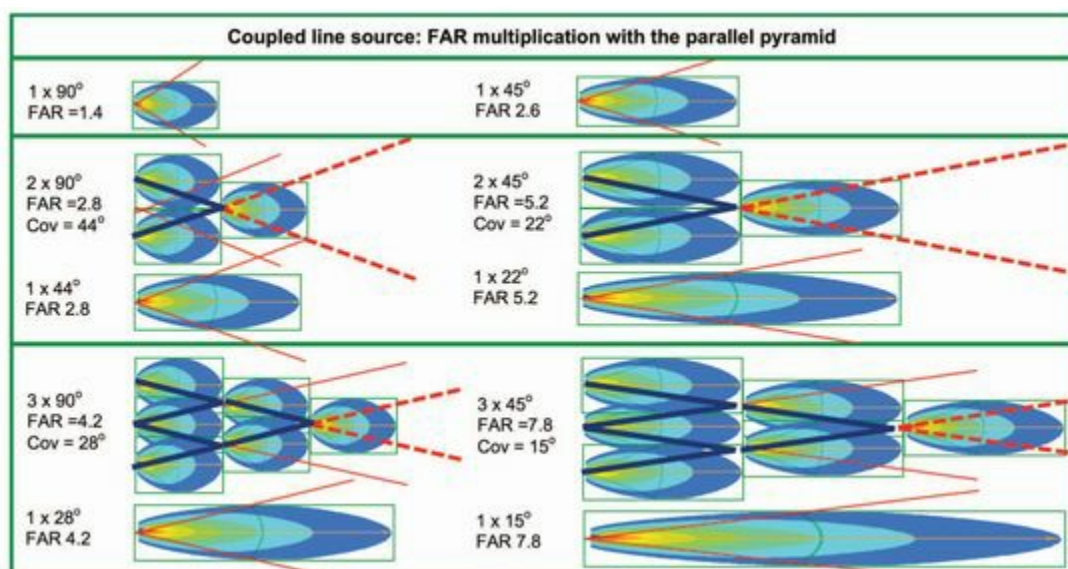 Coupled line source: FAR multiplication with the parallel pyramid
1 x 90°
FAR =1.4
1 x 45°
FAR 2.6
2 x 90°
FAR =2.8
Cov = 44°
2 x 45°
FAR =5.2
Cov = 22°
1 x 44°
FAR 2.8
1 x 22°
FAR 5.2
3 x 90°
FAR =4.2
Cov = 28°
3 x 45°
FAR =7.8
Cov = 15°
1 x 28°
FAR 4.2
1 x 15°
FAR 7.8